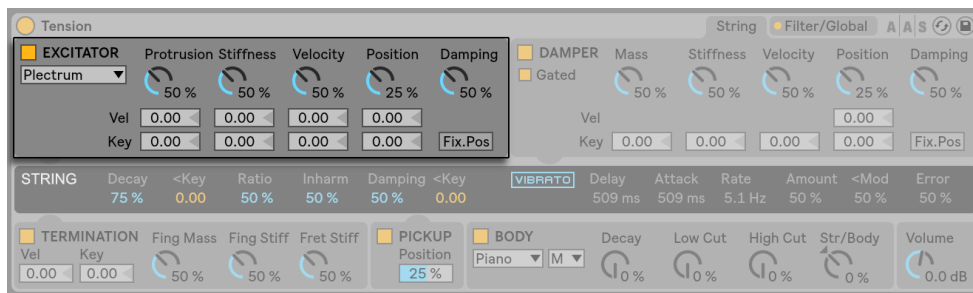 Tension String Filter/Global A A S
EXCITATOR Protrusion Stiffness Velocity Position Damping
Plectrum 50 % 50 % 50 % 25 % 50 %
Vel 0.00 0.00 0.00 0.00
Key 0.00 0.00 0.00 0.00 Fix.Pos
DAMPER Mass Stiffness Velocity Position Damping
Gated 50 % 50 % 50 % 25 % 50 %
Vel 0.00
Key 0.00 0.00 0.00 0.00 Fix.Pos
STRING Decay <Key Ratio Inharm Damping <Key VIBRATO Delay Attack Rate Amount <Mod Error
75 % 0.00 50 % 50 % 50 % 0.00 509 ms 509 ms 5.1 Hz 50 % 50 % 50 %
TERMINATION Fing Mass Fing Stiff Fret Stiff
Vel Key
0.00 0.00 50 % 50 % 50 %
PICKUP
Position
25 %
BODY Decay Low Cut High Cut Str/Body Volume
Piano M 0 % 0 % 0 % 0 % 0.0 dB